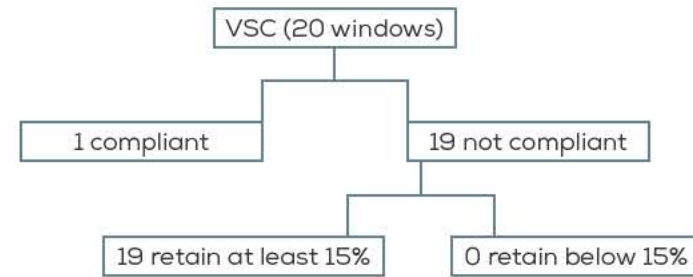 VSC (20 windows)
1 compliant
19 not compliant
19 retain at least 15%
0 retain below 15%